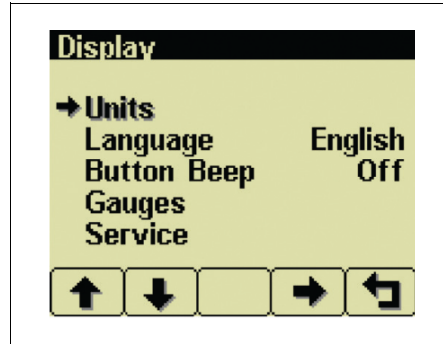 Display
Units
Language English
Button Beep Off
Gauges
Service